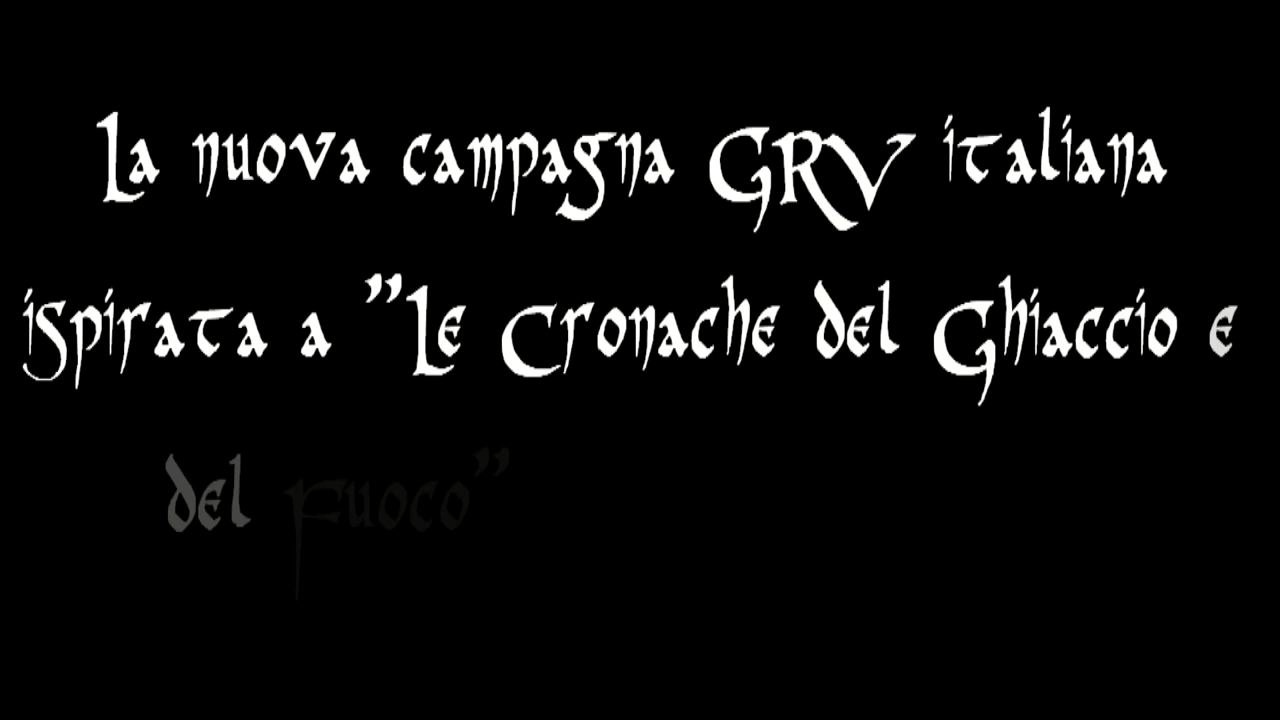 La nuova campagna GRV italiana
ispirata a "Le Cronache del Ghiaccio e
del Fuoco"